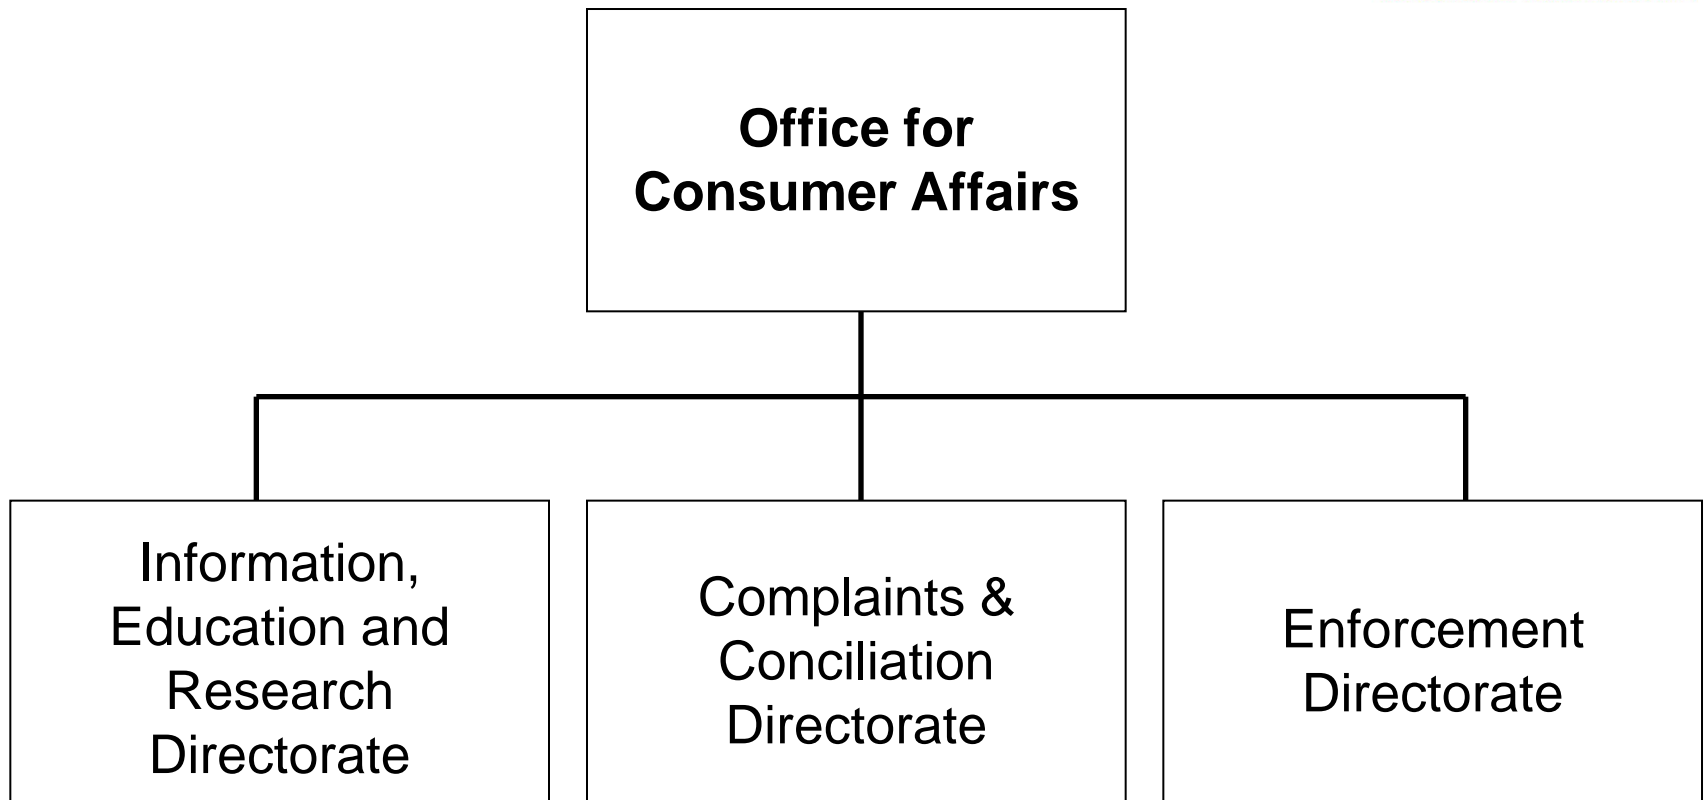 Office for
Consumer Affairs
Information,
Education and
Research
Directorate
Complaints &
Conciliation
Directorate
Enforcement
Directorate